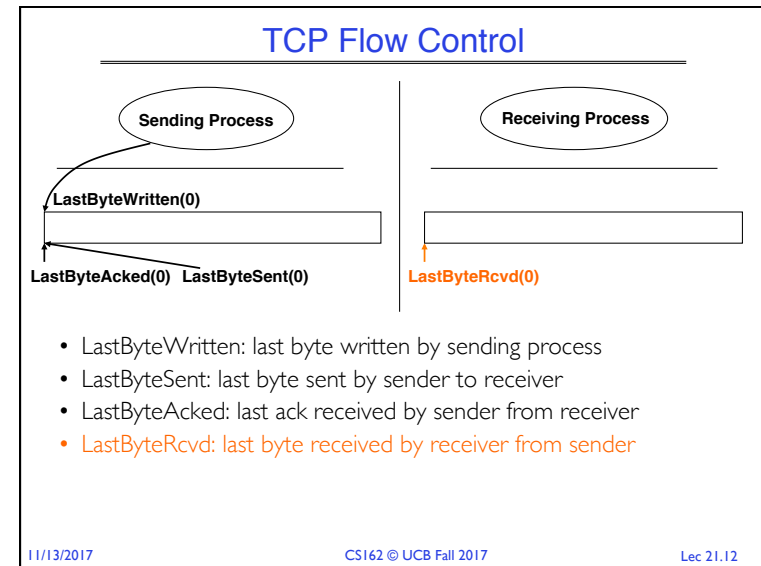 TCP Flow Control
Sending Process
Receiving Process
LastByteWritten(0)
LastByteAcked(0) LastByteSent(0)
LastByteRcvd(0)
• LastByteWritten: last byte written by sending process
• LastByteSent: last byte sent by sender to receiver
• LastByteAcked: last ack received by sender from receiver
• LastByteRcvd: last byte received by receiver from sender
11/13/2017
CS162 © UCB Fall 2017
Lec 21.12